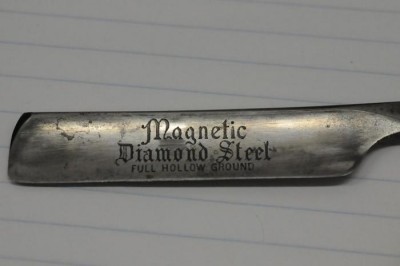 Magnetic
Diamond Steel
FULL HOLLOW GROUND